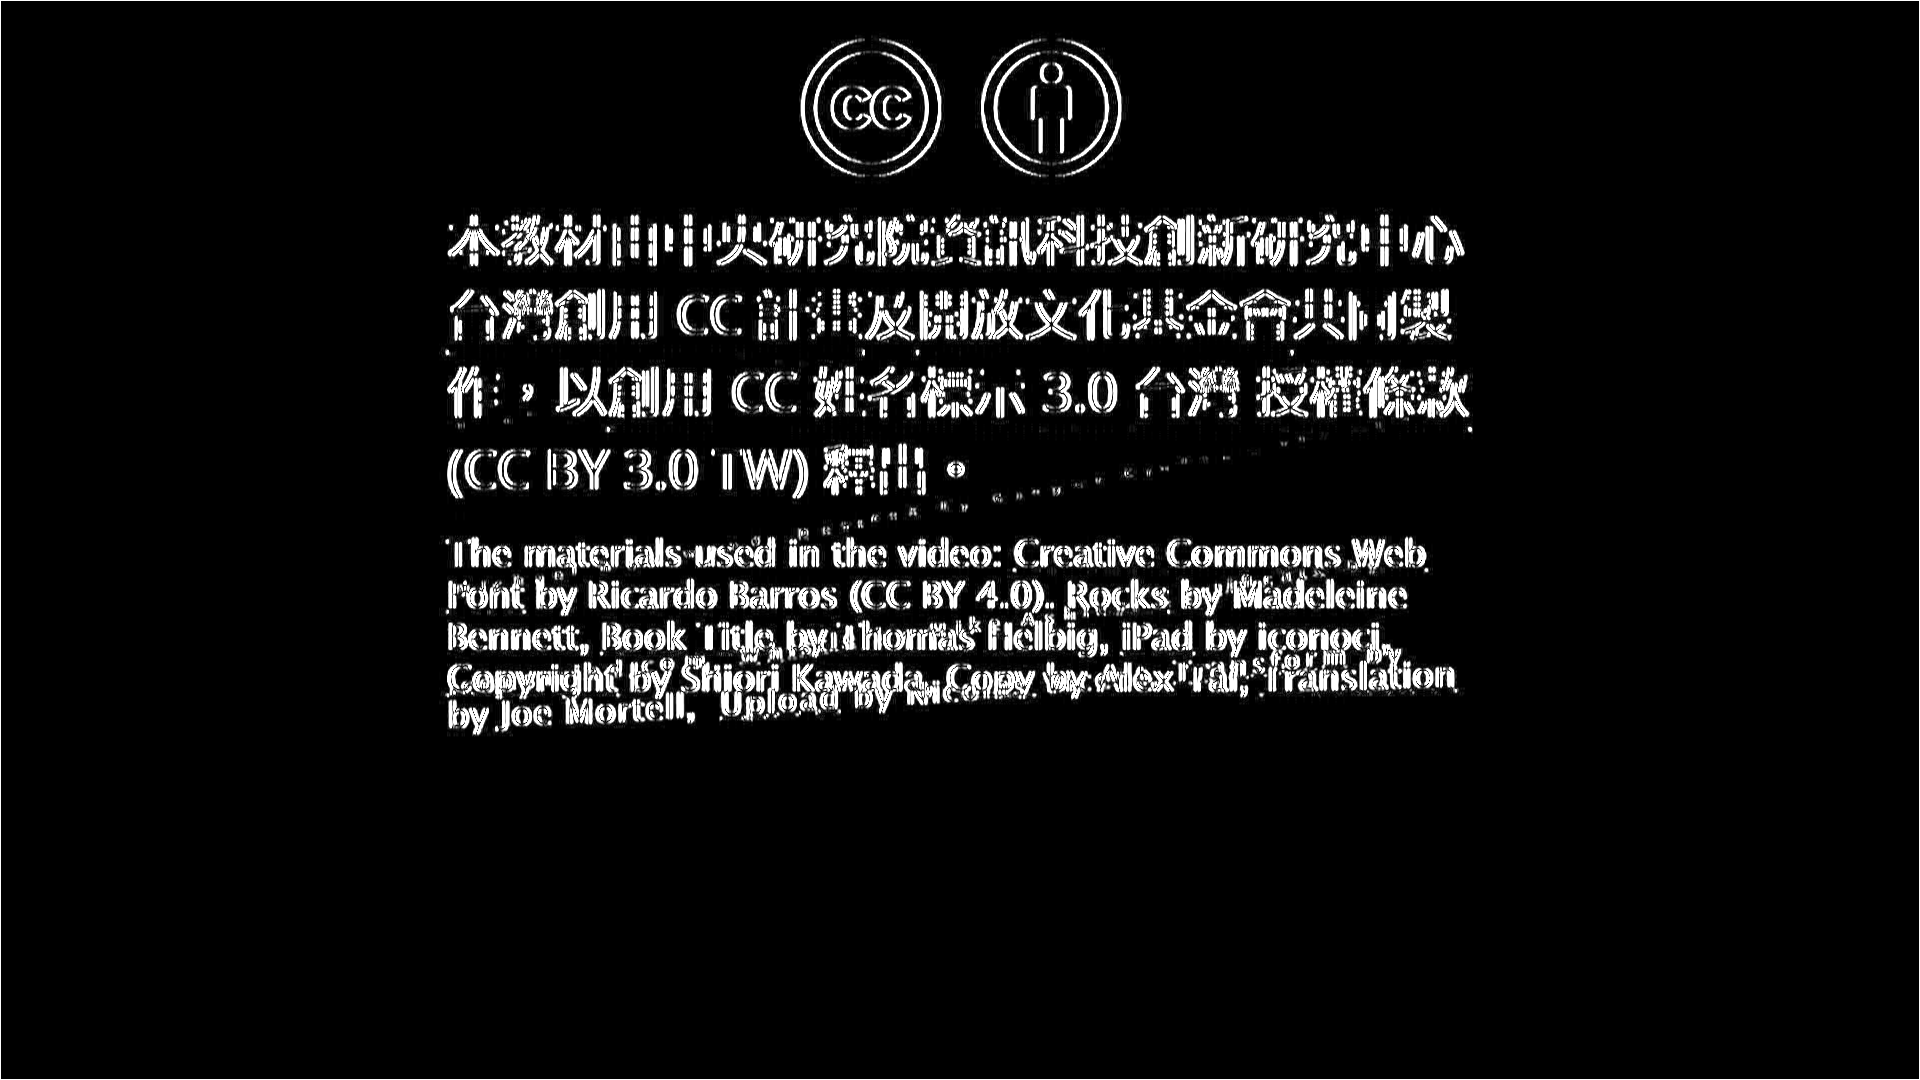 CC
本教材由中央研究院資訊科技創新研究中心
台灣創用 CC 計畫及開放文化基金會共同製
作，以創用 CC 姓名標示 3.0 台灣 授權條款
(CC BY 3.0 TW) 釋出。
The materials used in the video: Creative Commons Web
Font by Ricardo Barros (CC BY 4.0). Rocks by Madeleine
Bennett, Book Title by Thomas Helbig, iPad by iconoci,
Copyright by Shiori Kawada, Copy by Alex Tai, Translation
by Joe Mortell, Upload by